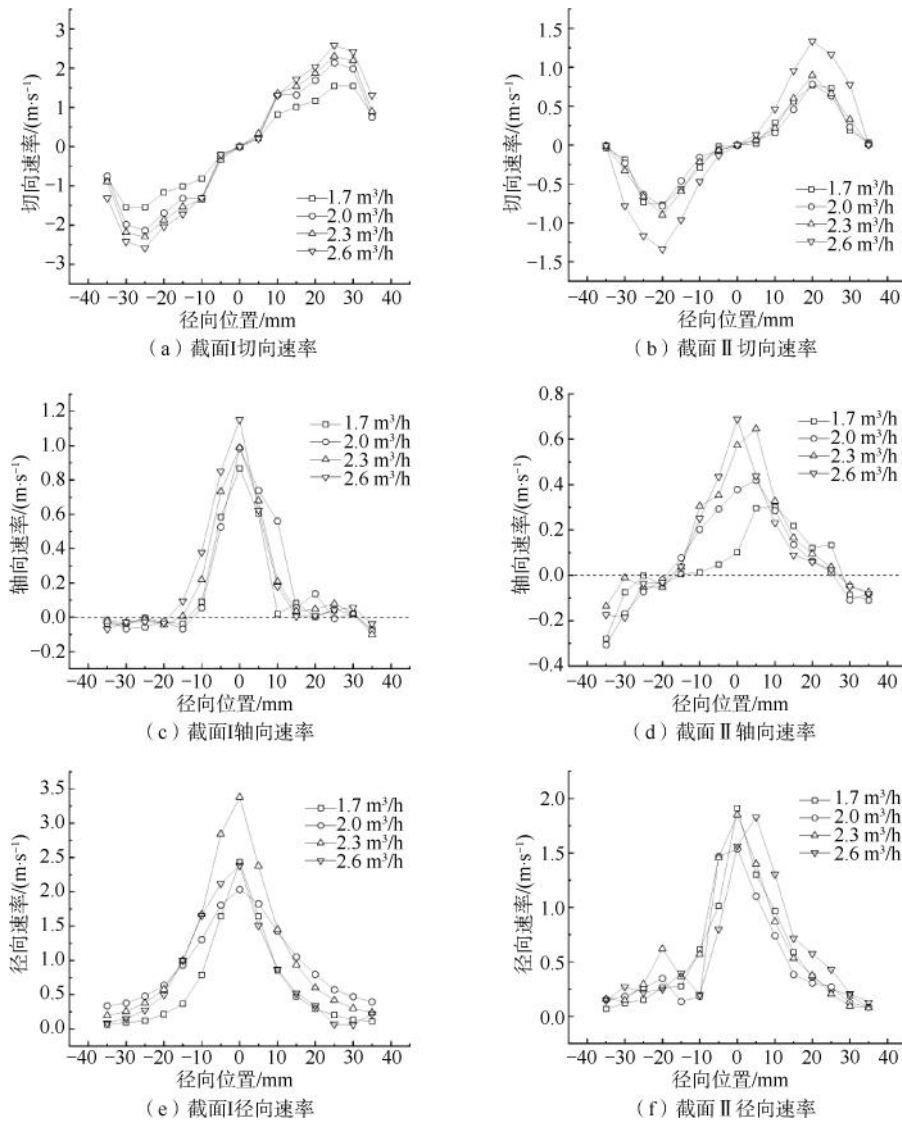 3
2
1
0
−1
−2
−3
切向速率/(m·s⁻¹)
1.7 m³/h
2.0 m³/h
2.3 m³/h
2.6 m³/h
−40 −30 −20 −10 0 10 20 30 40
径向位置/mm
（a）截面I切向速率
1.5
1.0
0.5
0
−0.5
−1.0
−1.5
切向速率/(m·s⁻¹)
1.7 m³/h
2.0 m³/h
2.3 m³/h
2.6 m³/h
−40 −30 −20 −10 0 10 20 30 40
径向位置/mm
（b）截面Ⅱ切向速率
1.2
1.0
0.8
0.6
0.4
0.2
0.0
−0.2
轴向速率/(m·s⁻¹)
1.7 m³/h
2.0 m³/h
2.3 m³/h
2.6 m³/h
−40 −30 −20 −10 0 10 20 30 40
径向位置/mm
（c）截面I轴向速率
0.8
0.6
0.4
0.2
0.0
−0.2
−0.4
轴向速率/(m·s⁻¹)
1.7 m³/h
2.0 m³/h
2.3 m³/h
2.6 m³/h
−40 −30 −20 −10 0 10 20 30 40
径向位置/mm
（d）截面Ⅱ轴向速率
3.5
3.0
2.5
2.0
1.5
1.0
0.5
0.0
径向速率/(m·s⁻¹)
1.7 m³/h
2.0 m³/h
2.3 m³/h
2.6 m³/h
−40 −30 −20 −10 0 10 20 30 40
径向位置/mm
（e）截面I径向速率
2.0
1.5
1.0
0.5
0.0
径向速率/(m·s⁻¹)
1.7 m³/h
2.0 m³/h
2.3 m³/h
2.6 m³/h
−40 −30 −20 −10 0 10 20 30 40
径向位置/mm
（f）截面Ⅱ径向速率